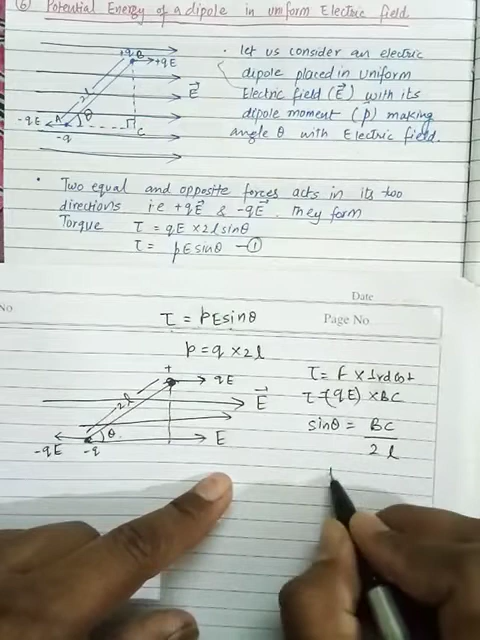 (6) Potential Energy of a dipole in uniform Electric field.
+q B
+qE
2l
E⃗
-qE A θ
-q
C
• let us consider an electric
dipole placed in uniform
Electric field (E⃗) with its
dipole moment (p⃗) making
angle θ with Electric field.
• Two equal and opposite forces acts in its two
directions i.e +qE⃗ & -qE⃗. They form
Torque τ = qE × 2l sinθ
τ = pE sinθ —①
No
Date
Page No
τ = PE sinθ
p = q × 2l
+
qE
2l
E⃗
θ
E
-qE -q
τ = F × ⊥r dist
τ = (qE) × BC
sinθ = BC
2l